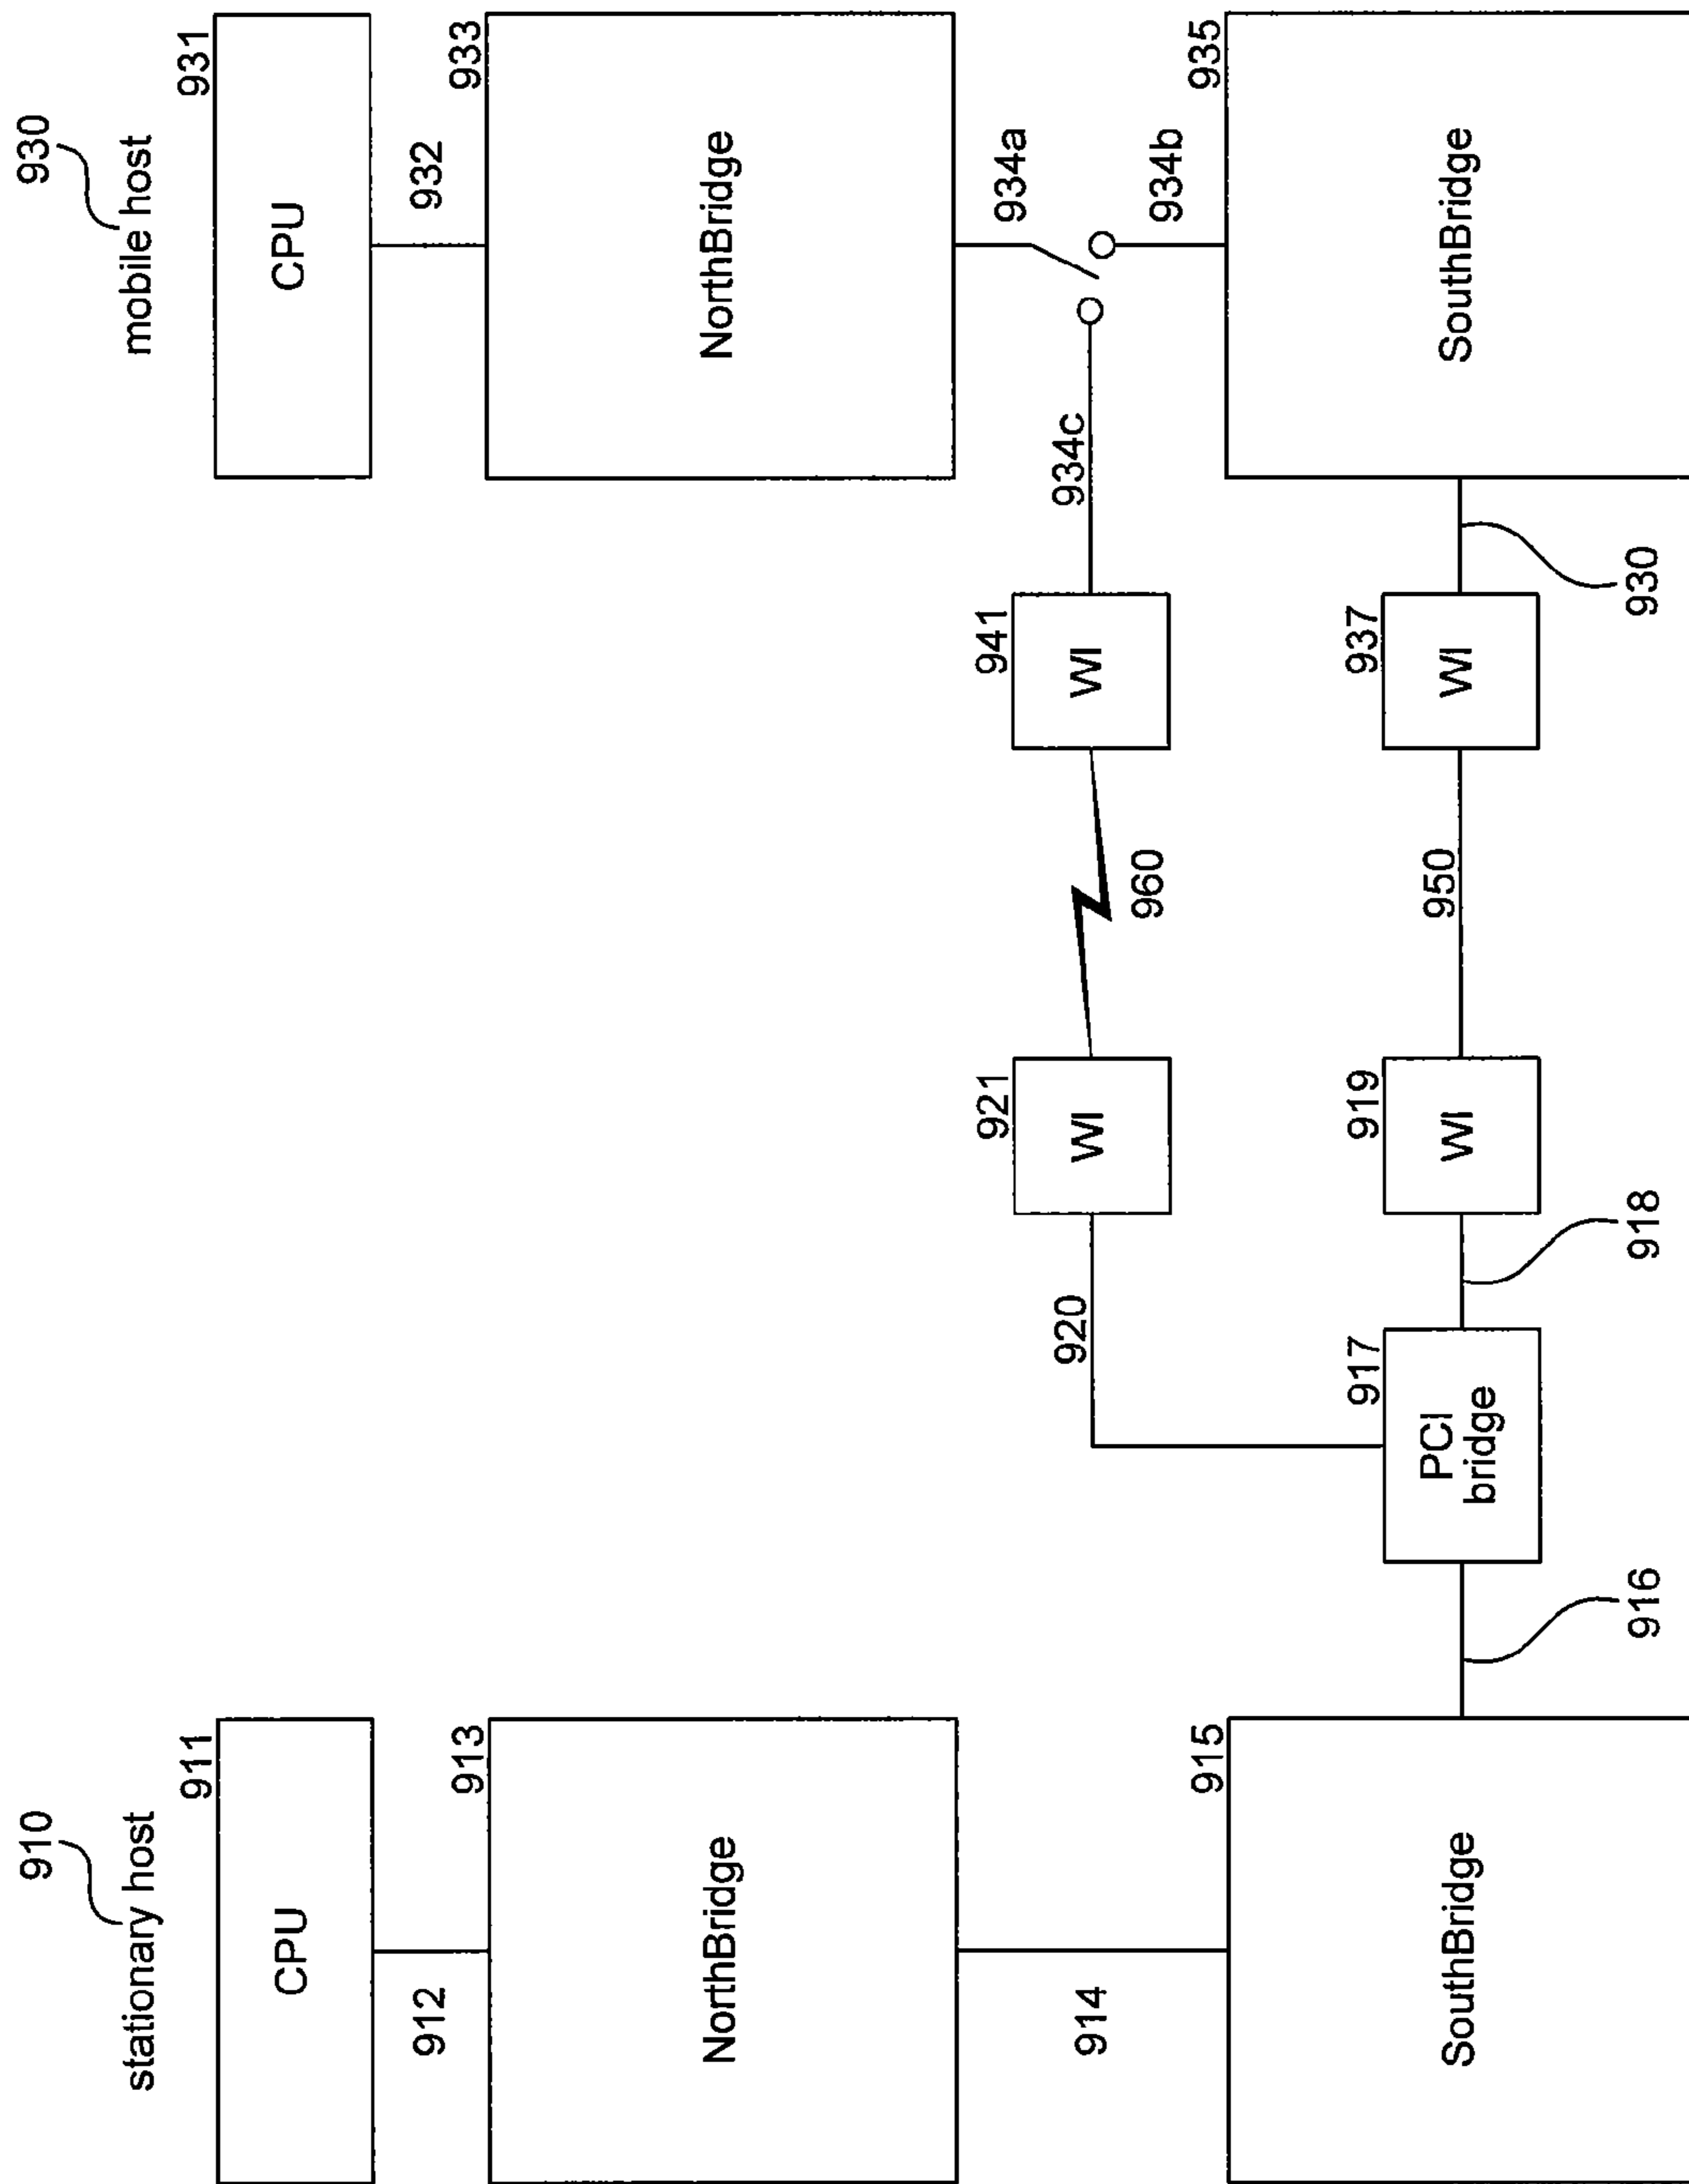 910
930
stationary host
mobile host
911
931
CPU
CPU
912
932
913
933
NorthBridge
NorthBridge
921
941
934a
920
934c
WI
WI
914
960
934b
915
935
917
919
937
950
SouthBridge
PCI
bridge
WI
WI
SouthBridge
916
918
930